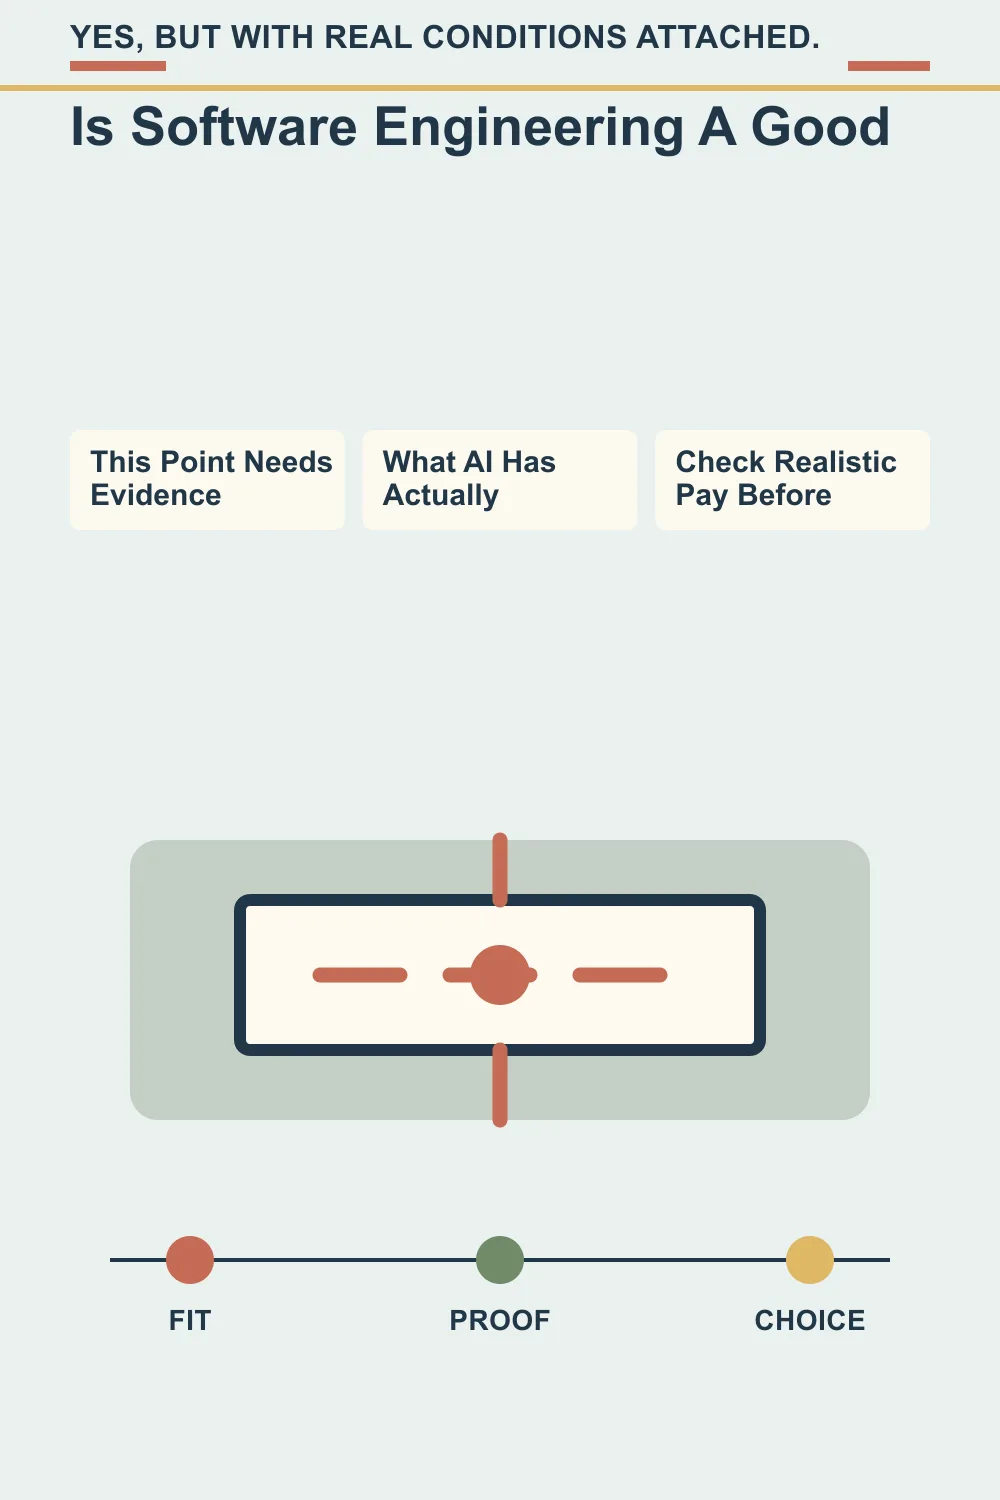 YES, BUT WITH REAL CONDITIONS ATTACHED.
Is Software Engineering A Good
This Point Needs
Evidence
What AI Has
Actually
Check Realistic
Pay Before
FIT
PROOF
CHOICE